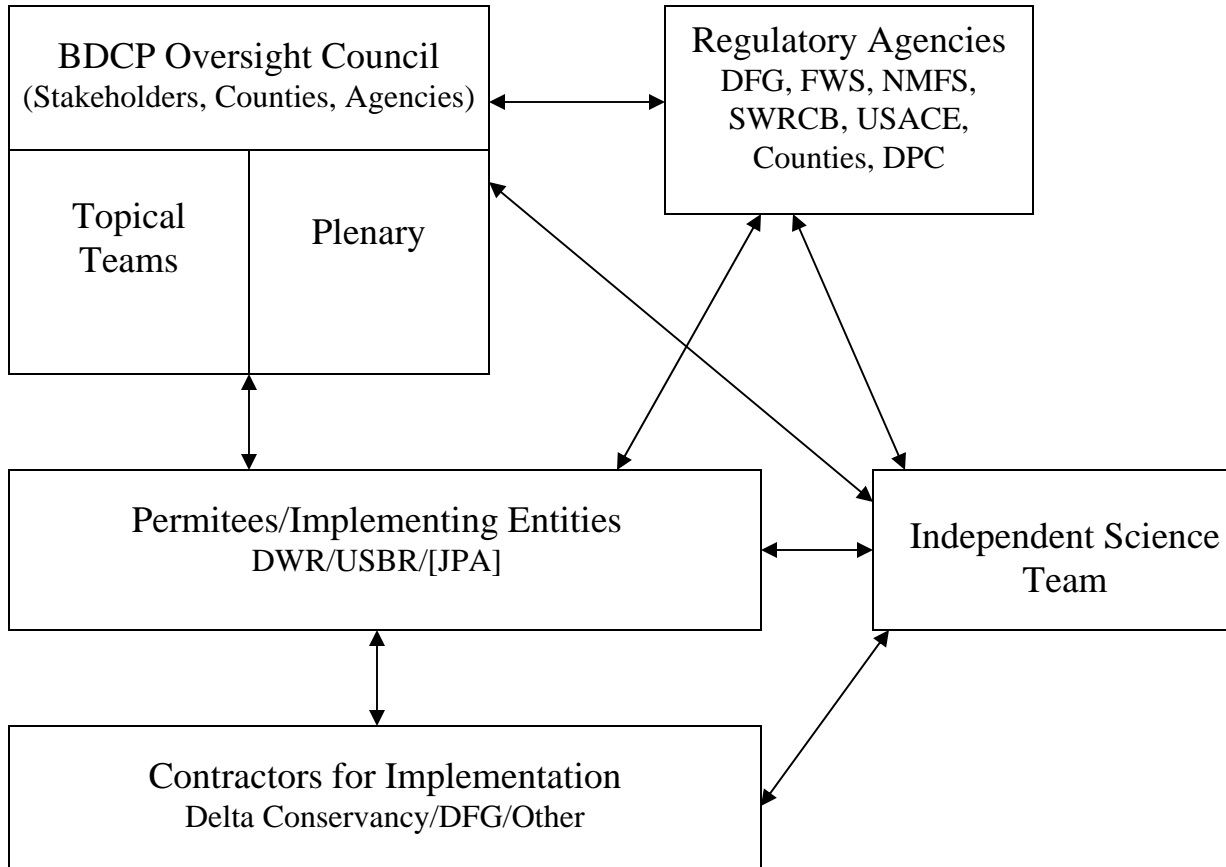 BDCP Oversight Council
(Stakeholders, Counties, Agencies)
Topical
Teams
Plenary
Regulatory Agencies
DFG, FWS, NMFS,
SWRCB, USACE,
Counties, DPC
Permitees/Implementing Entities
DWR/USBR/[JPA]
Independent Science
Team
Contractors for Implementation
Delta Conservancy/DFG/Other